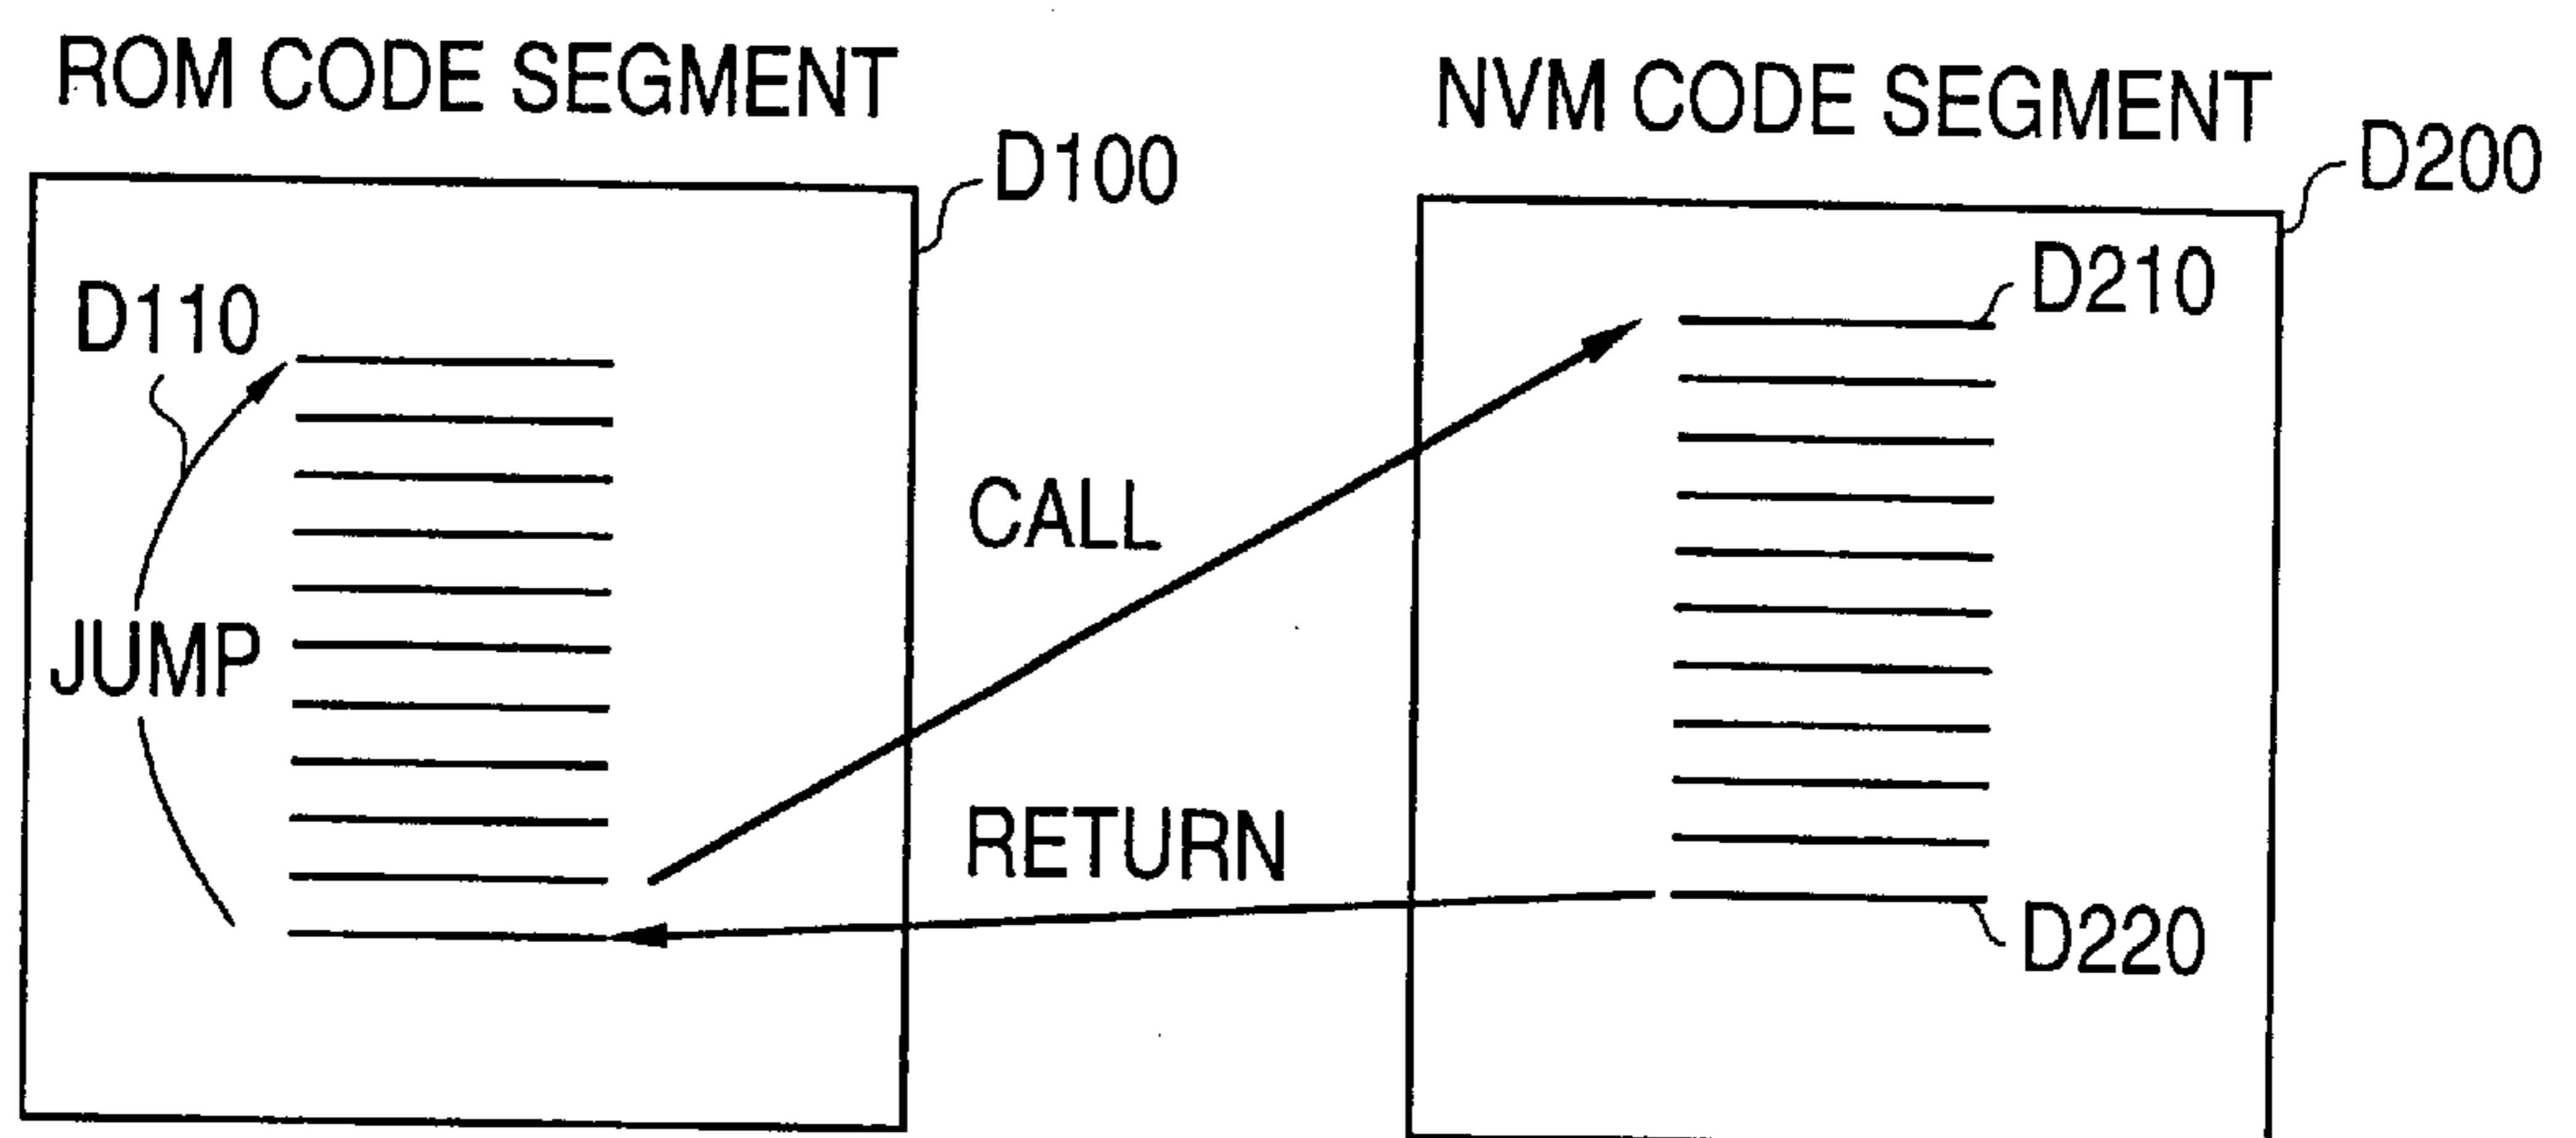 ROM CODE SEGMENT
D100
NVM CODE SEGMENT
D200
D110
D210
JUMP
CALL
RETURN
D220